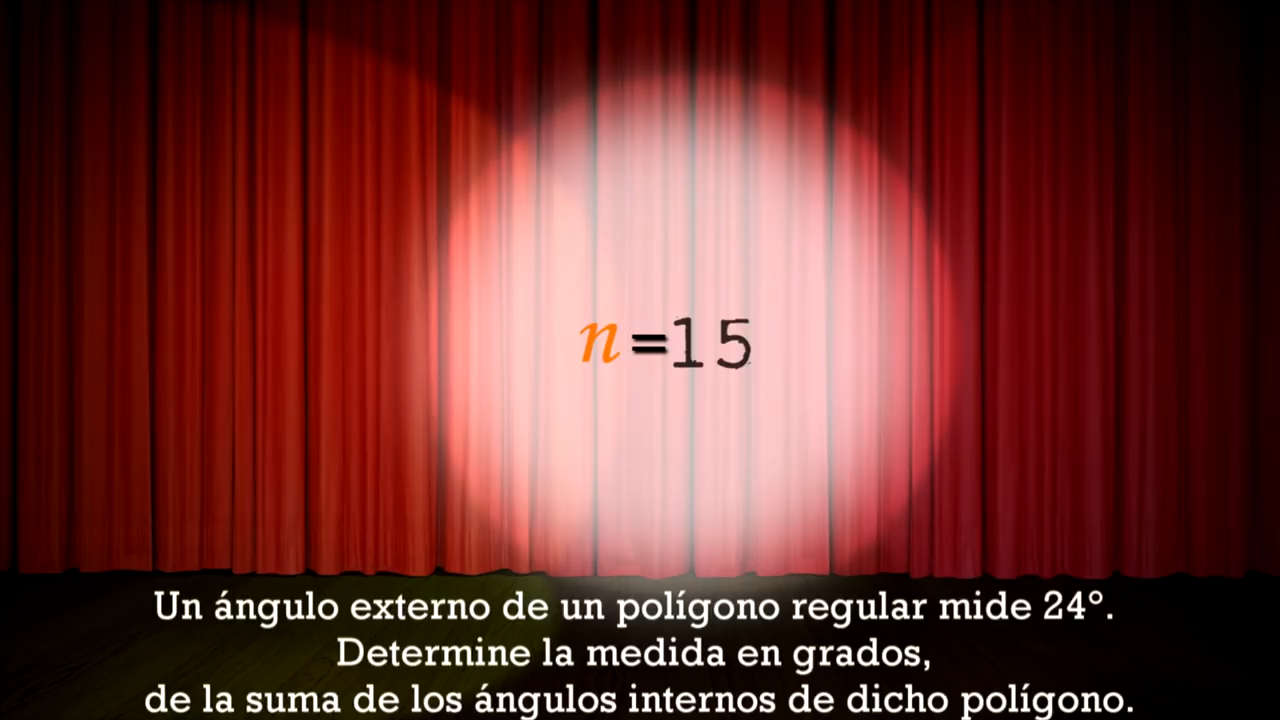 n=15
Un ángulo externo de un polígono regular mide 24°.
Determine la medida en grados,
de la suma de los ángulos internos de dicho polígono.